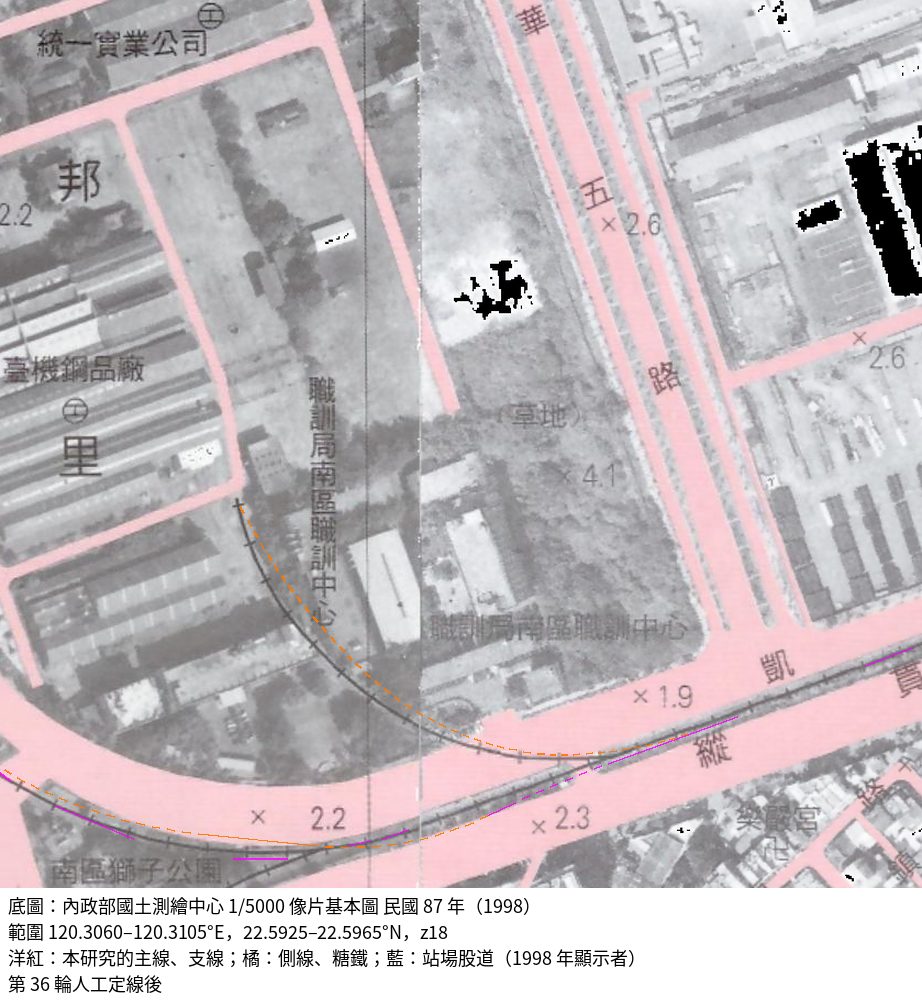 華
統一實業公司
Ⓗ
邦
2.2
五
× 2.6
臺機鋼品廠
Ⓗ
路
×
2.6
職訓局南區職訓中心
（草地）
里
× 4.1
職訓局南區職訓中心
凱
× 1.9
貫
縱
×
2.2
× 2.3
樂嚴宮
卍
路
南區獅子公園
底圖：內政部國土測繪中心 1/5000 像片基本圖 民國 87 年（1998）
範圍 120.3060–120.3105°E，22.5925–22.5965°N，z18
洋紅：本研究的主線、支線；橘：側線、糖鐵；藍：站場股道（1998 年顯示者）
第 36 輪人工定線後